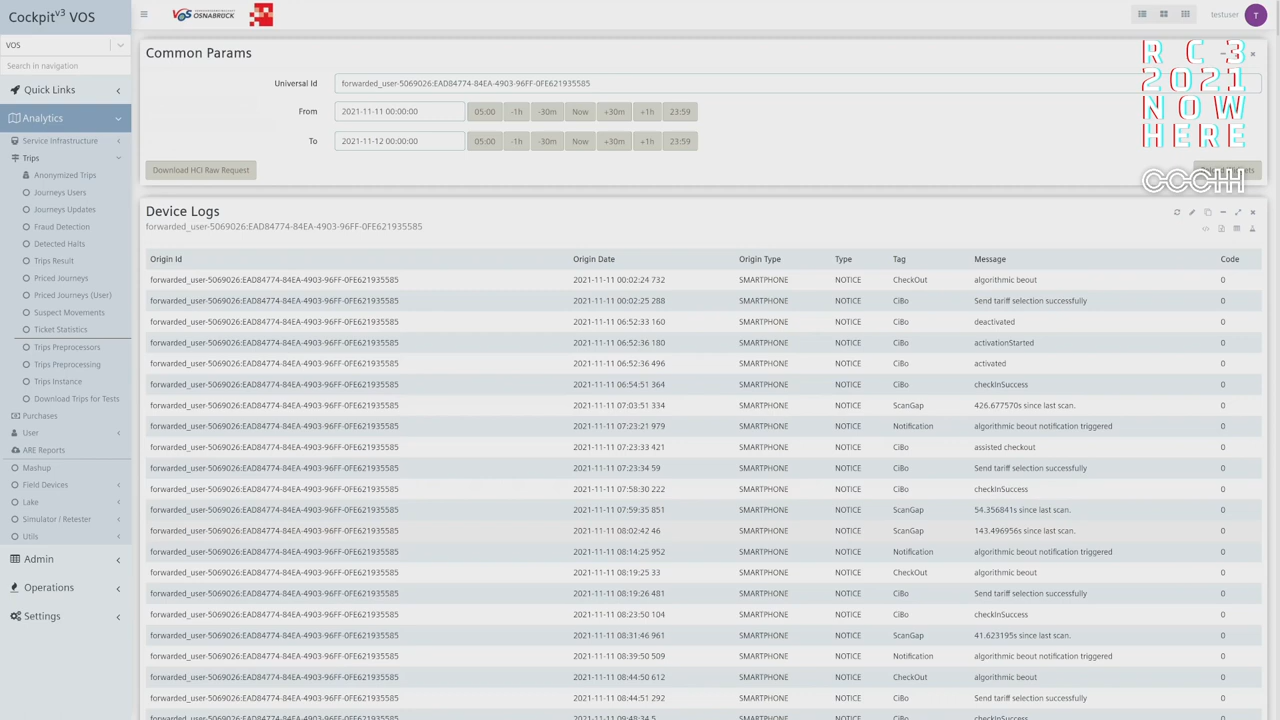 Cockpitv3 VOS
VOS OSNABRÜCK
testuser T
VOS
Search in navigation
Quick Links
Analytics
Service Infrastructure
Trips
Anonymized Trips
Journeys Users
Journeys Updates
Fraud Detection
Detected Halts
Trips Result
Priced Journeys
Priced Journeys (User)
Suspect Movements
Ticket Statistics
Trips Preprocessors
Trips Preprocessing
Trips Instance
Download Trips for Tests
Purchases
User
ARE Reports
Mashup
Field Devices
Lake
Simulator / Retester
Utils
Admin
Operations
Settings
Common Params
Universal Id forwarded_user-5069026:EAD84774-84EA-4903-96FF-0FE621935585
From 2021-11-11 00:00:00 05:00 -1h -30m Now +30m +1h 23:59
To 2021-11-12 00:00:00 05:00 -1h -30m Now +30m +1h 23:59
Download HCI Raw Request
RC3
2021
NOW
HERE
CCCHH
Device Logs
forwarded_user-5069026:EAD84774-84EA-4903-96FF-0FE621935585
Origin Id Origin Date Origin Type Type Tag Message Code
forwarded_user-5069026:EAD84774-84EA-4903-96FF-0FE621935585 2021-11-11 00:02:24 732 SMARTPHONE NOTICE CheckOut algorithmic beout 0
forwarded_user-5069026:EAD84774-84EA-4903-96FF-0FE621935585 2021-11-11 00:02:25 288 SMARTPHONE NOTICE CiBo Send tariff selection successfully 0
forwarded_user-5069026:EAD84774-84EA-4903-96FF-0FE621935585 2021-11-11 06:52:33 160 SMARTPHONE NOTICE CiBo deactivated 0
forwarded_user-5069026:EAD84774-84EA-4903-96FF-0FE621935585 2021-11-11 06:52:36 180 SMARTPHONE NOTICE CiBo activationStarted 0
forwarded_user-5069026:EAD84774-84EA-4903-96FF-0FE621935585 2021-11-11 06:52:36 496 SMARTPHONE NOTICE CiBo activated 0
forwarded_user-5069026:EAD84774-84EA-4903-96FF-0FE621935585 2021-11-11 06:54:51 364 SMARTPHONE NOTICE CiBo checkInSuccess 0
forwarded_user-5069026:EAD84774-84EA-4903-96FF-0FE621935585 2021-11-11 07:03:51 334 SMARTPHONE NOTICE ScanGap 426.677570s since last scan. 0
forwarded_user-5069026:EAD84774-84EA-4903-96FF-0FE621935585 2021-11-11 07:23:21 979 SMARTPHONE NOTICE Notification algorithmic beout notification triggered 0
forwarded_user-5069026:EAD84774-84EA-4903-96FF-0FE621935585 2021-11-11 07:23:33 421 SMARTPHONE NOTICE CiBo assisted checkout 0
forwarded_user-5069026:EAD84774-84EA-4903-96FF-0FE621935585 2021-11-11 07:23:34 59 SMARTPHONE NOTICE CiBo Send tariff selection successfully 0
forwarded_user-5069026:EAD84774-84EA-4903-96FF-0FE621935585 2021-11-11 07:58:30 222 SMARTPHONE NOTICE CiBo checkInSuccess 0
forwarded_user-5069026:EAD84774-84EA-4903-96FF-0FE621935585 2021-11-11 07:59:35 851 SMARTPHONE NOTICE ScanGap 54.356841s since last scan. 0
forwarded_user-5069026:EAD84774-84EA-4903-96FF-0FE621935585 2021-11-11 08:02:42 46 SMARTPHONE NOTICE ScanGap 143.496956s since last scan. 0
forwarded_user-5069026:EAD84774-84EA-4903-96FF-0FE621935585 2021-11-11 08:14:25 952 SMARTPHONE NOTICE Notification algorithmic beout notification triggered 0
forwarded_user-5069026:EAD84774-84EA-4903-96FF-0FE621935585 2021-11-11 08:19:25 33 SMARTPHONE NOTICE CheckOut algorithmic beout 0
forwarded_user-5069026:EAD84774-84EA-4903-96FF-0FE621935585 2021-11-11 08:19:26 481 SMARTPHONE NOTICE CiBo Send tariff selection successfully 0
forwarded_user-5069026:EAD84774-84EA-4903-96FF-0FE621935585 2021-11-11 08:23:50 104 SMARTPHONE NOTICE CiBo checkInSuccess 0
forwarded_user-5069026:EAD84774-84EA-4903-96FF-0FE621935585 2021-11-11 08:31:46 961 SMARTPHONE NOTICE ScanGap 41.623195s since last scan. 0
forwarded_user-5069026:EAD84774-84EA-4903-96FF-0FE621935585 2021-11-11 08:39:50 509 SMARTPHONE NOTICE Notification algorithmic beout notification triggered 0
forwarded_user-5069026:EAD84774-84EA-4903-96FF-0FE621935585 2021-11-11 08:44:50 612 SMARTPHONE NOTICE CheckOut algorithmic beout 0
forwarded_user-5069026:EAD84774-84EA-4903-96FF-0FE621935585 2021-11-11 08:44:51 292 SMARTPHONE NOTICE CiBo Send tariff selection successfully 0
forwarded_user-5069026:EAD84774-84EA-4903-96FF-0FE621935585 2021-11-11 09:48:34 5 SMARTPHONE NOTICE CiBo checkInSuccess 0